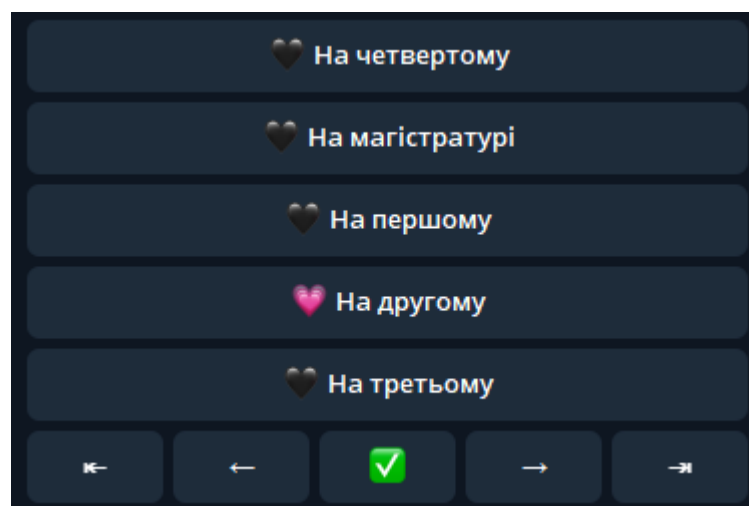 🖤 На четвертому
🖤 На магістратурі
🖤 На першому
💗 На другому
🖤 На третьому
⇤ ← ✅ → ⇥